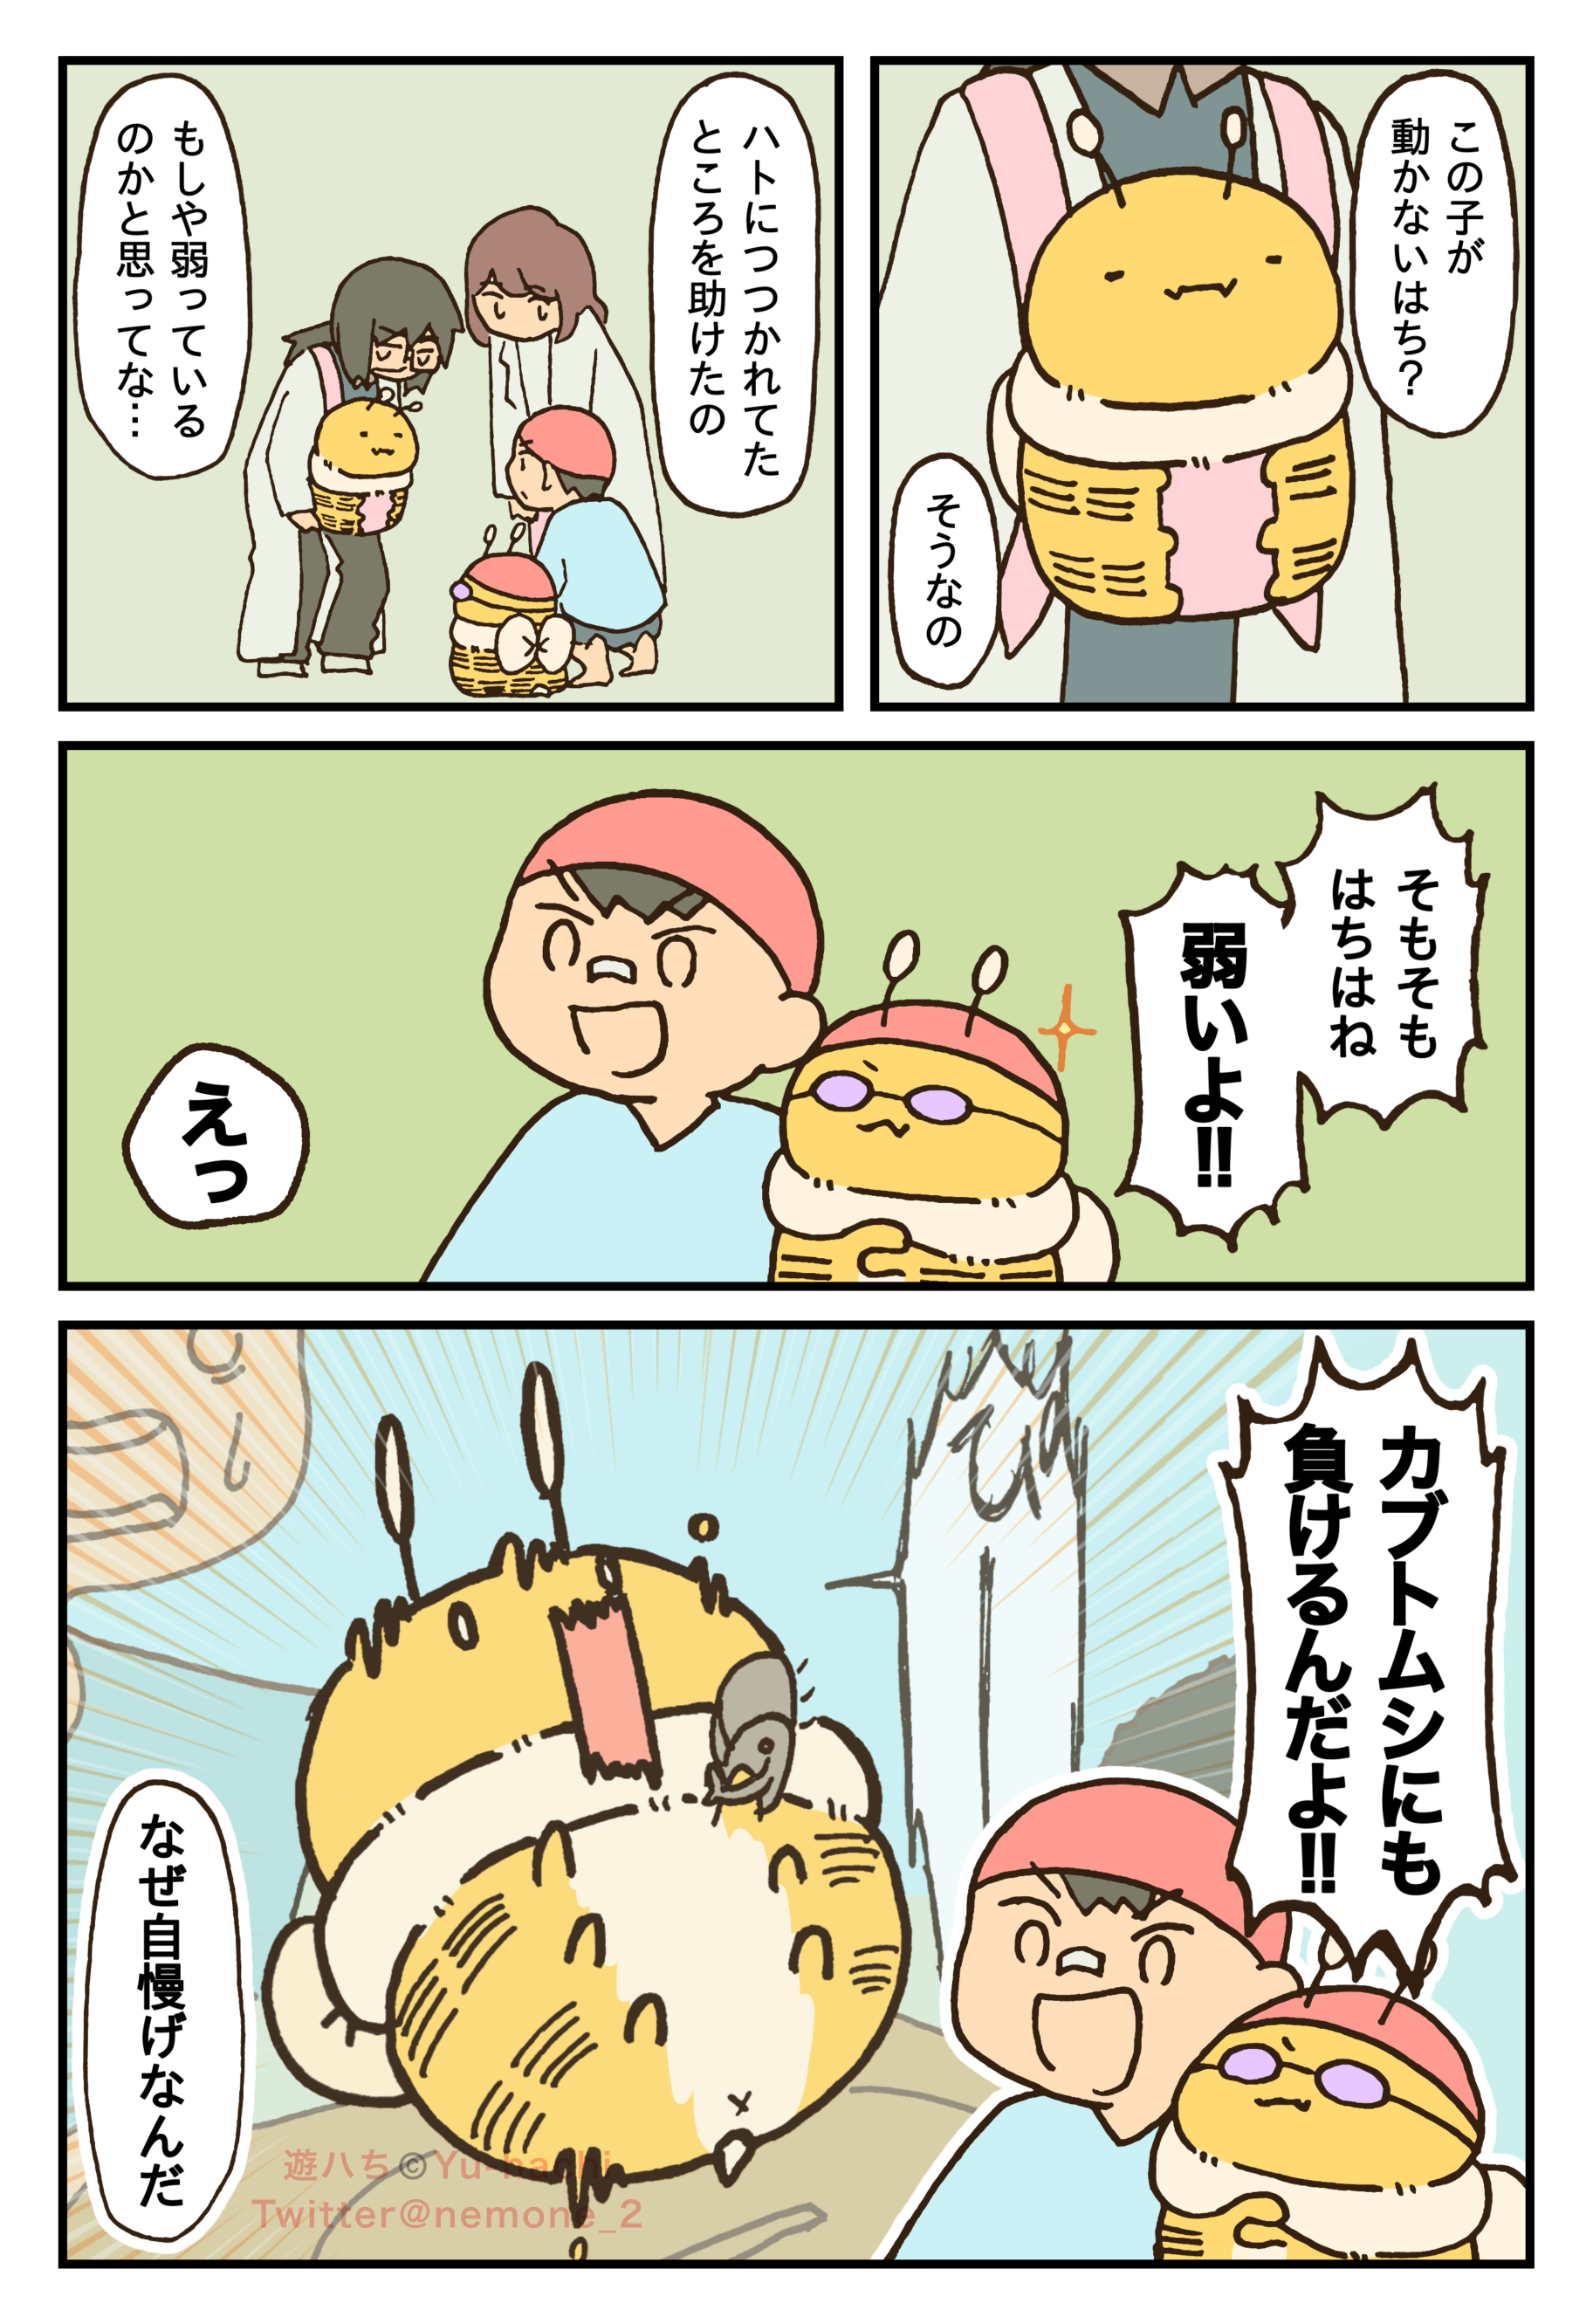 この子が
動かないはち?
そうなの
ハトにつつかれてた
ところを助けたの
もしや弱っている
のかと思ってな…
そもそも
はちはね
弱いよ!!
えっ
カブトムシにも
負けるんだよ!!
なぜ自慢げなんだ
遊ハち©Yu-hachi
Twitter@nemone_2